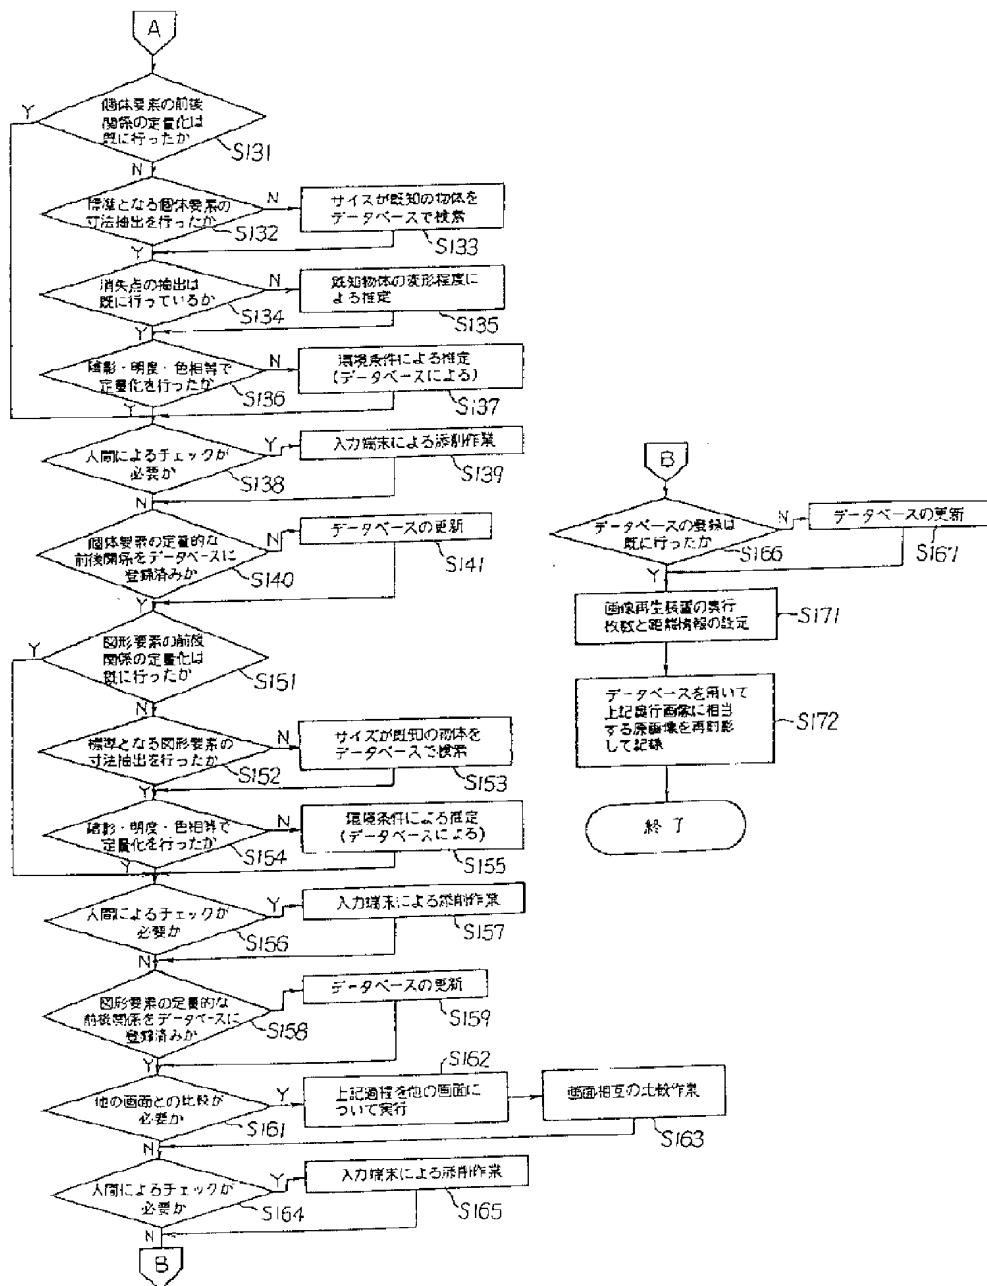 A
Y
個体要素の前後
関係の定量化は
既に行ったか
S131
N
標準となる個体要素の
寸法抽出を行ったか
S132
N
サイズが既知の物体を
データベースで検索
S133
Y
消失点の抽出は
既に行っているか
S134
N
既知物体の変形程度に
よる推定
S135
Y
陰影・明度・色相等で
定量化を行ったか
S136
N
環境条件による推定
(データベースによる)
S137
Y
人間によるチェックが
必要か
S138
Y
入力端末による添削作業
S139
N
個体要素の定量的な
前後関係をデータベースに
登録済みか
S140
N
データベースの更新
S141
Y
Y
図形要素の前後
関係の定量化は
既に行ったか
S151
N
標準となる図形要素の
寸法抽出を行ったか
S152
N
サイズが既知の物体を
データベースで検索
S153
Y
陰影・明度・色相等で
定量化を行ったか
S154
N
環境条件による推定
(データベースによる)
S155
Y
人間によるチェックが
必要か
S156
Y
入力端末による添削作業
S157
N
図形要素の定量的な
前後関係をデータベースに
登録済みか
S158
データベースの更新
S159
Y
他の画面との比較が
必要か
S161
Y
S162
上記過程を他の画面に
ついて実行
画面相互の比較作業
S163
N
人間によるチェックが
必要か
S164
Y
入力端末による添削作業
S165
N
B
B
データベースの登録は
既に行ったか
S166
N
データベースの更新
S167
Y
画像再生装置の奥行
枚数と距離情報の設定
S171
データベースを用いて
上記奥行画像に相当
する原画像を再割影
して記録
S172
終了